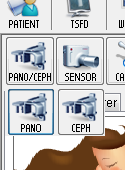 PATIENT TSFD
PANO/CEPH SENSOR
PANO CEPH